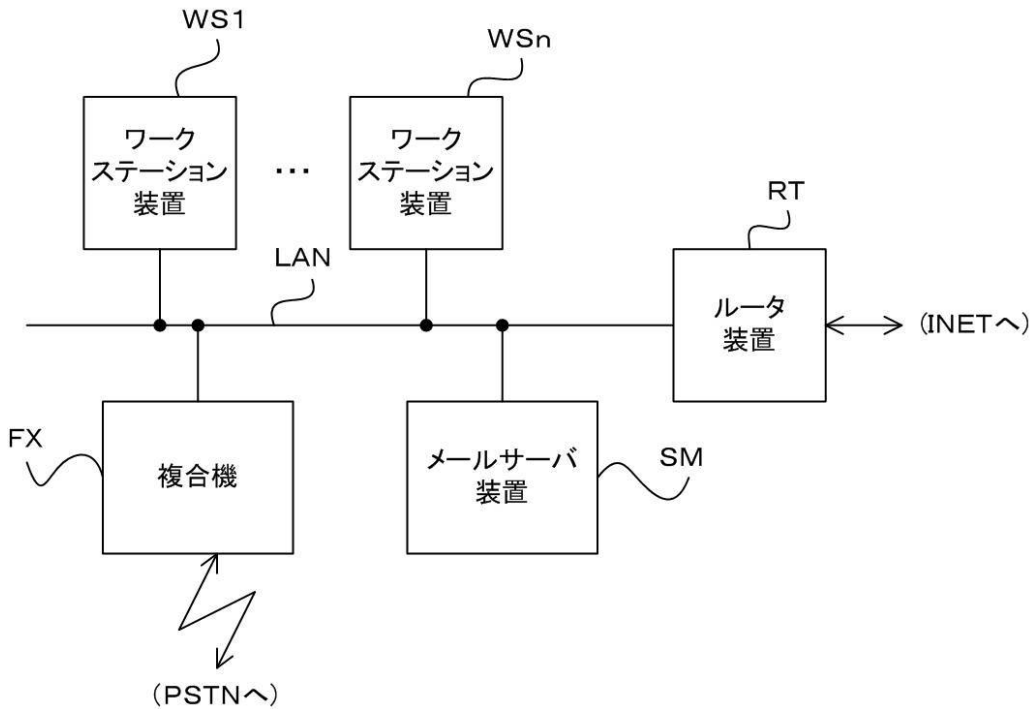 WS1
WSn
ワーク
ステーション
装置
...
ワーク
ステーション
装置
RT
LAN
ルータ
装置
(INETへ)
FX
複合機
メールサーバ
装置
SM
(PSTNへ)